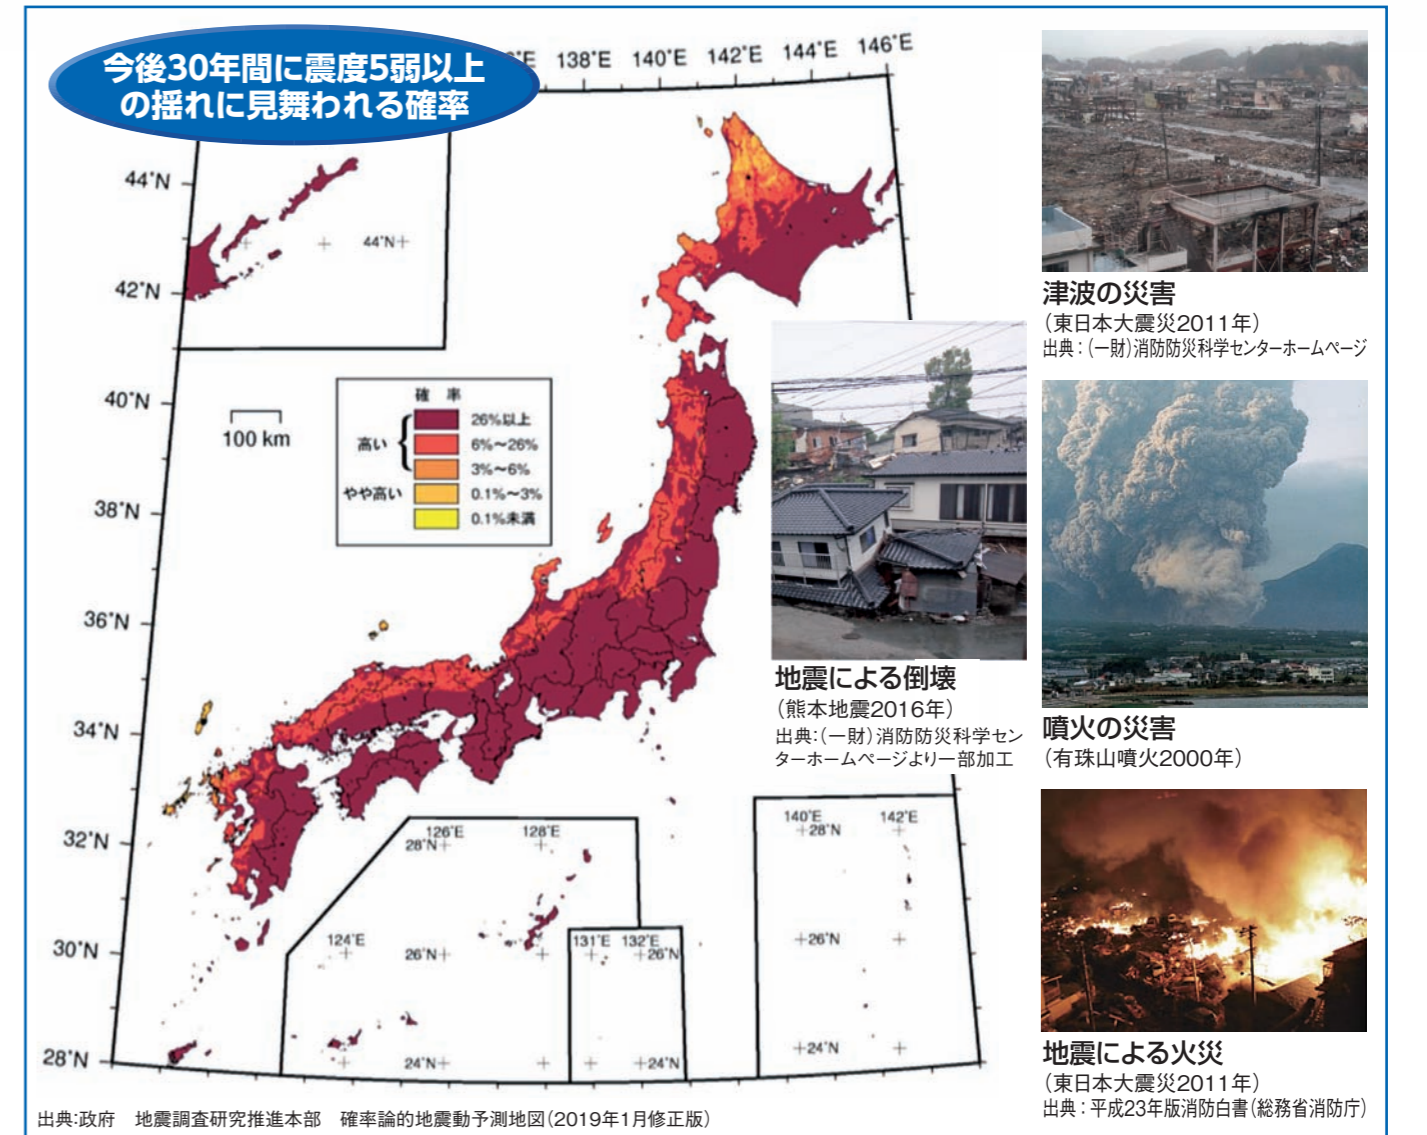 今後30年間に震度5弱以上
の揺れに見舞われる確率
138°E 140°E 142°E 144°E 146°E
44°N
44°N
42°N
40°N
38°N
36°N
34°N
32°N
30°N
28°N
100 km
確 率
高い
26%以上
6%～26%
3%～6%
やや高い
0.1%～3%
0.1%未満
126°E 128°E
28°N
124°E
26°N
24°N
131°E 132°E
26°N
24°N
140°E 142°E
28°N
26°N
24°N
出典:政府 地震調査研究推進本部 確率論的地震動予測地図(2019年1月修正版)
地震による倒壊
(熊本地震2016年)
出典:(一財)消防防災科学セン
ターホームページより一部加工
津波の災害
(東日本大震災2011年)
出典:(一財)消防防災科学センターホームページ
噴火の災害
(有珠山噴火2000年)
地震による火災
(東日本大震災2011年)
出典:平成23年版消防白書(総務省消防庁)